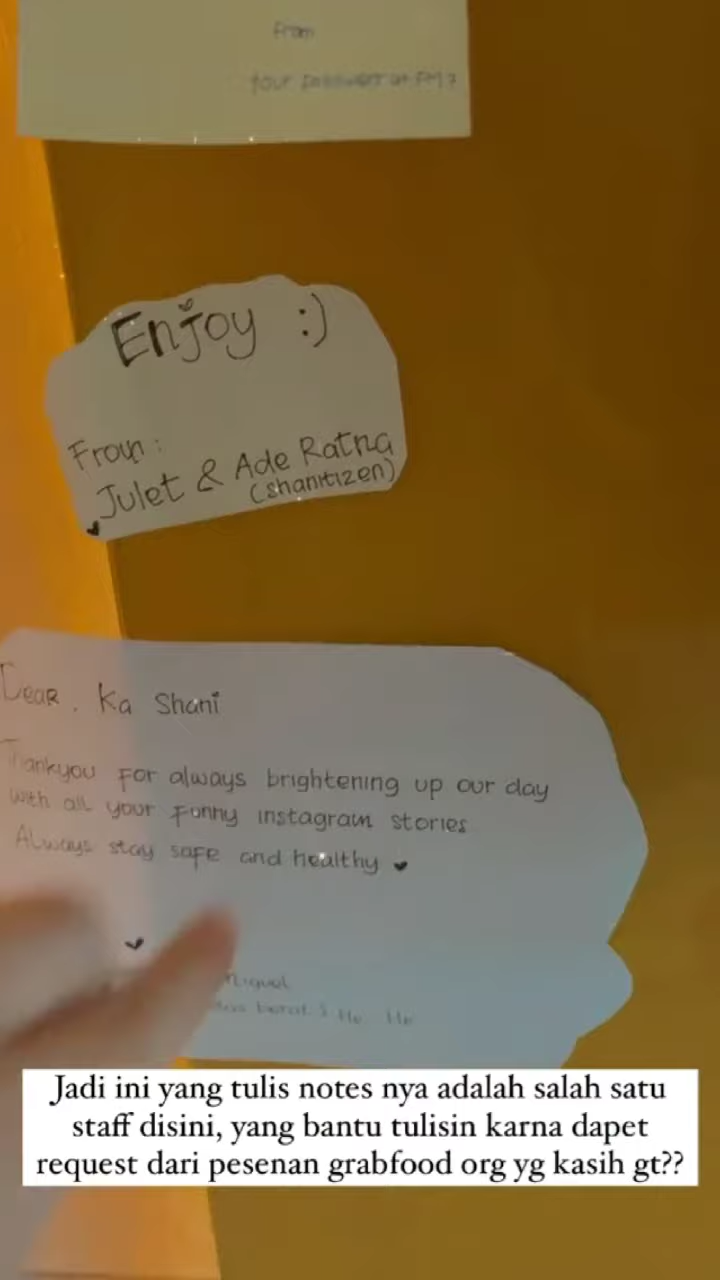 From
your
Enjoy :)
From:
Julet & Ade Ratna
(shanitizen)
Dear. Ka Shani
Thankyou for always brightening up our day
with all your funny instagram stories
Always stay safe and healthy
Jadi ini yang tulis notes nya adalah salah satu
staff disini, yang bantu tulisin karna dapet
request dari pesenan grabfood org yg kasih gt??